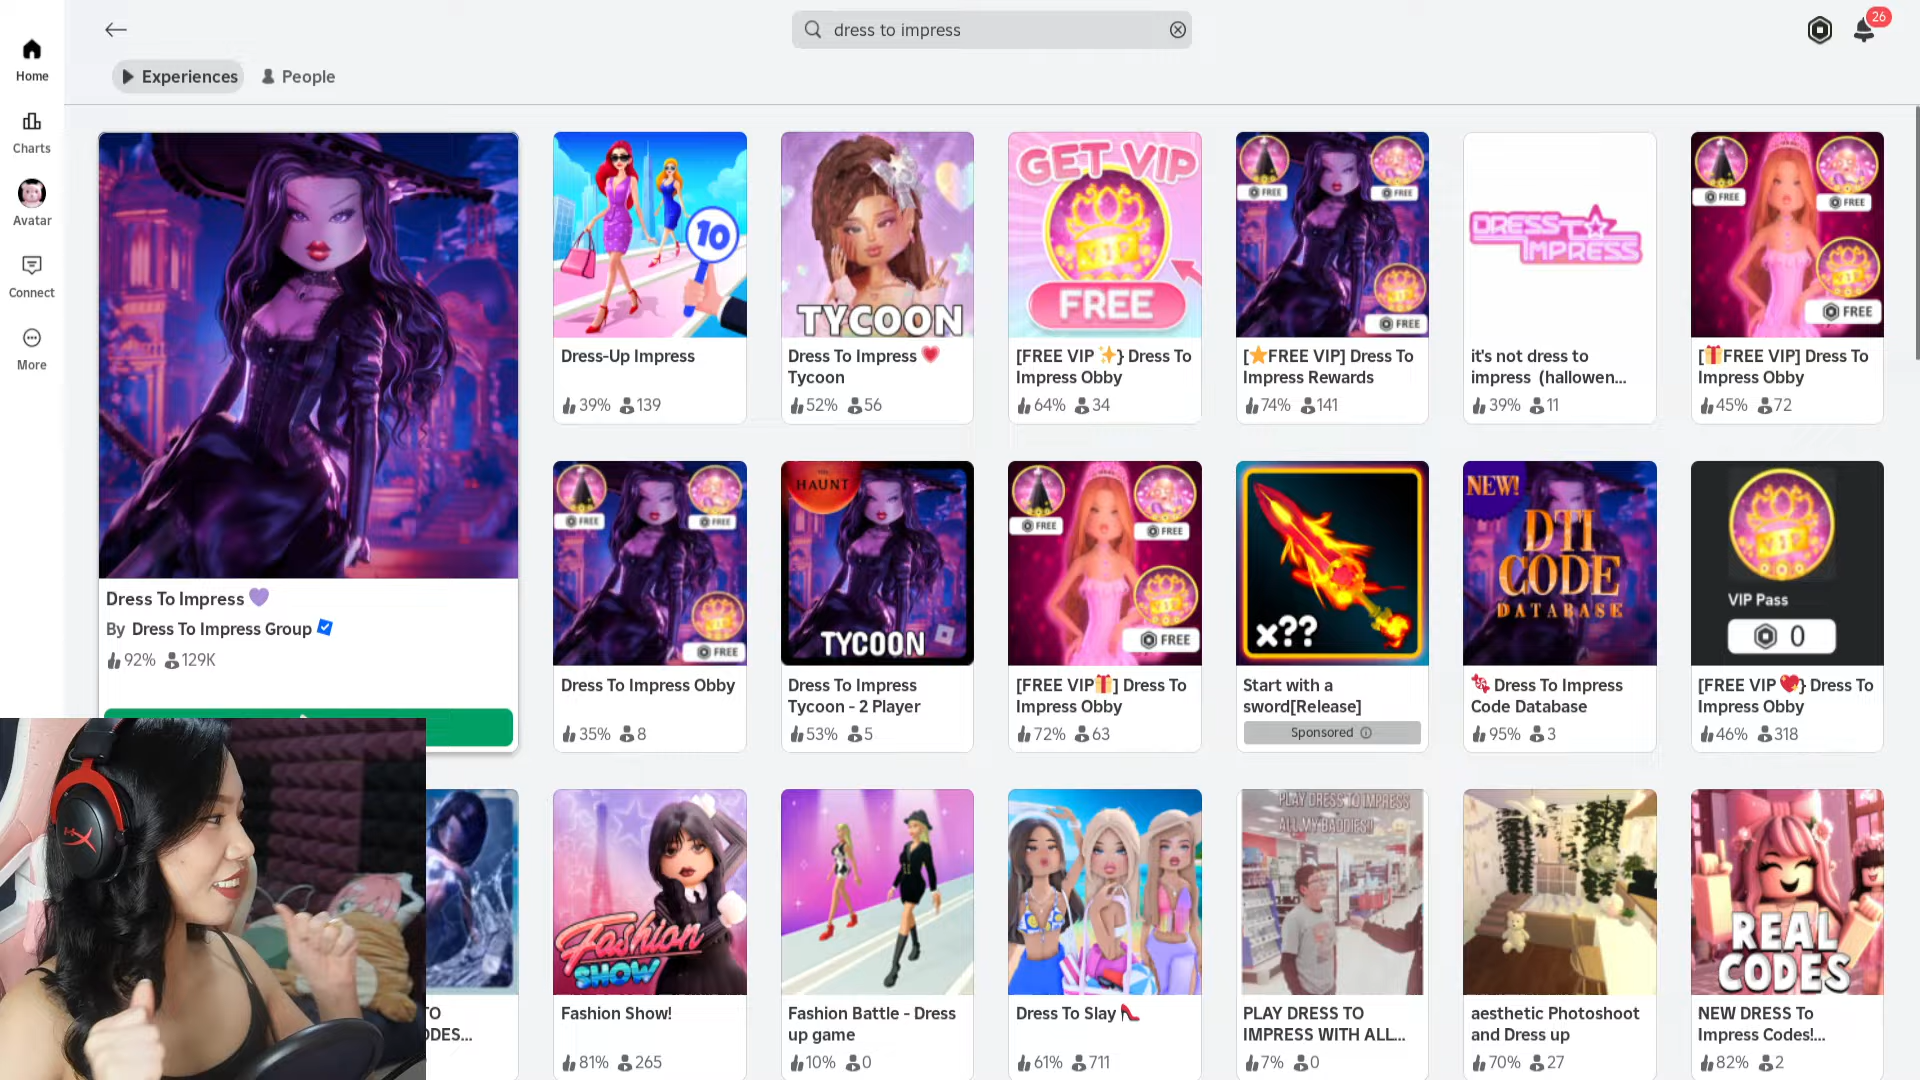 dress to impress
26
Home
Charts
Avatar
Connect
More
Experiences
People
Dress To Impress 💜
By Dress To Impress Group
92% 129K
10
Dress-Up Impress
39% 139
TYCOON
Dress To Impress 💗
Tycoon
52% 56
GET VIP
VIP
FREE
[FREE VIP ✨} Dress To
Impress Obby
64% 34
FREE
FREE
FREE
[⭐FREE VIP] Dress To
Impress Rewards
74% 141
DRESS TO
IMPRESS
it's not dress to
impress (hallowen...
39% 11
FREE
FREE
FREE
[🎁FREE VIP] Dress To
Impress Obby
45% 72
FREE
FREE
FREE
Dress To Impress Obby
35% 8
HAUNT
TYCOON
Dress To Impress
Tycoon - 2 Player
53% 5
FREE
FREE
FREE
[FREE VIP🎁] Dress To
Impress Obby
72% 63
x??
Start with a
sword[Release]
Sponsored
NEW!
DTI
CODE
DATABASE
Dress To Impress
Code Database
95% 3
VIP
VIP Pass
0
[FREE VIP 💖} Dress To
Impress Obby
46% 318
TO
ODES...
Fashion
SHOW
Fashion Show!
81% 265
Fashion Battle - Dress
up game
10% 0
Dress To Slay 👠
61% 711
PLAY DRESS TO IMPRESS
ALL MY BADDIES!!
PLAY DRESS TO
IMPRESS WITH ALL...
7% 0
aesthetic Photoshoot
and Dress up
70% 27
REAL
CODES
NEW DRESS To
Impress Codes!...
82% 2